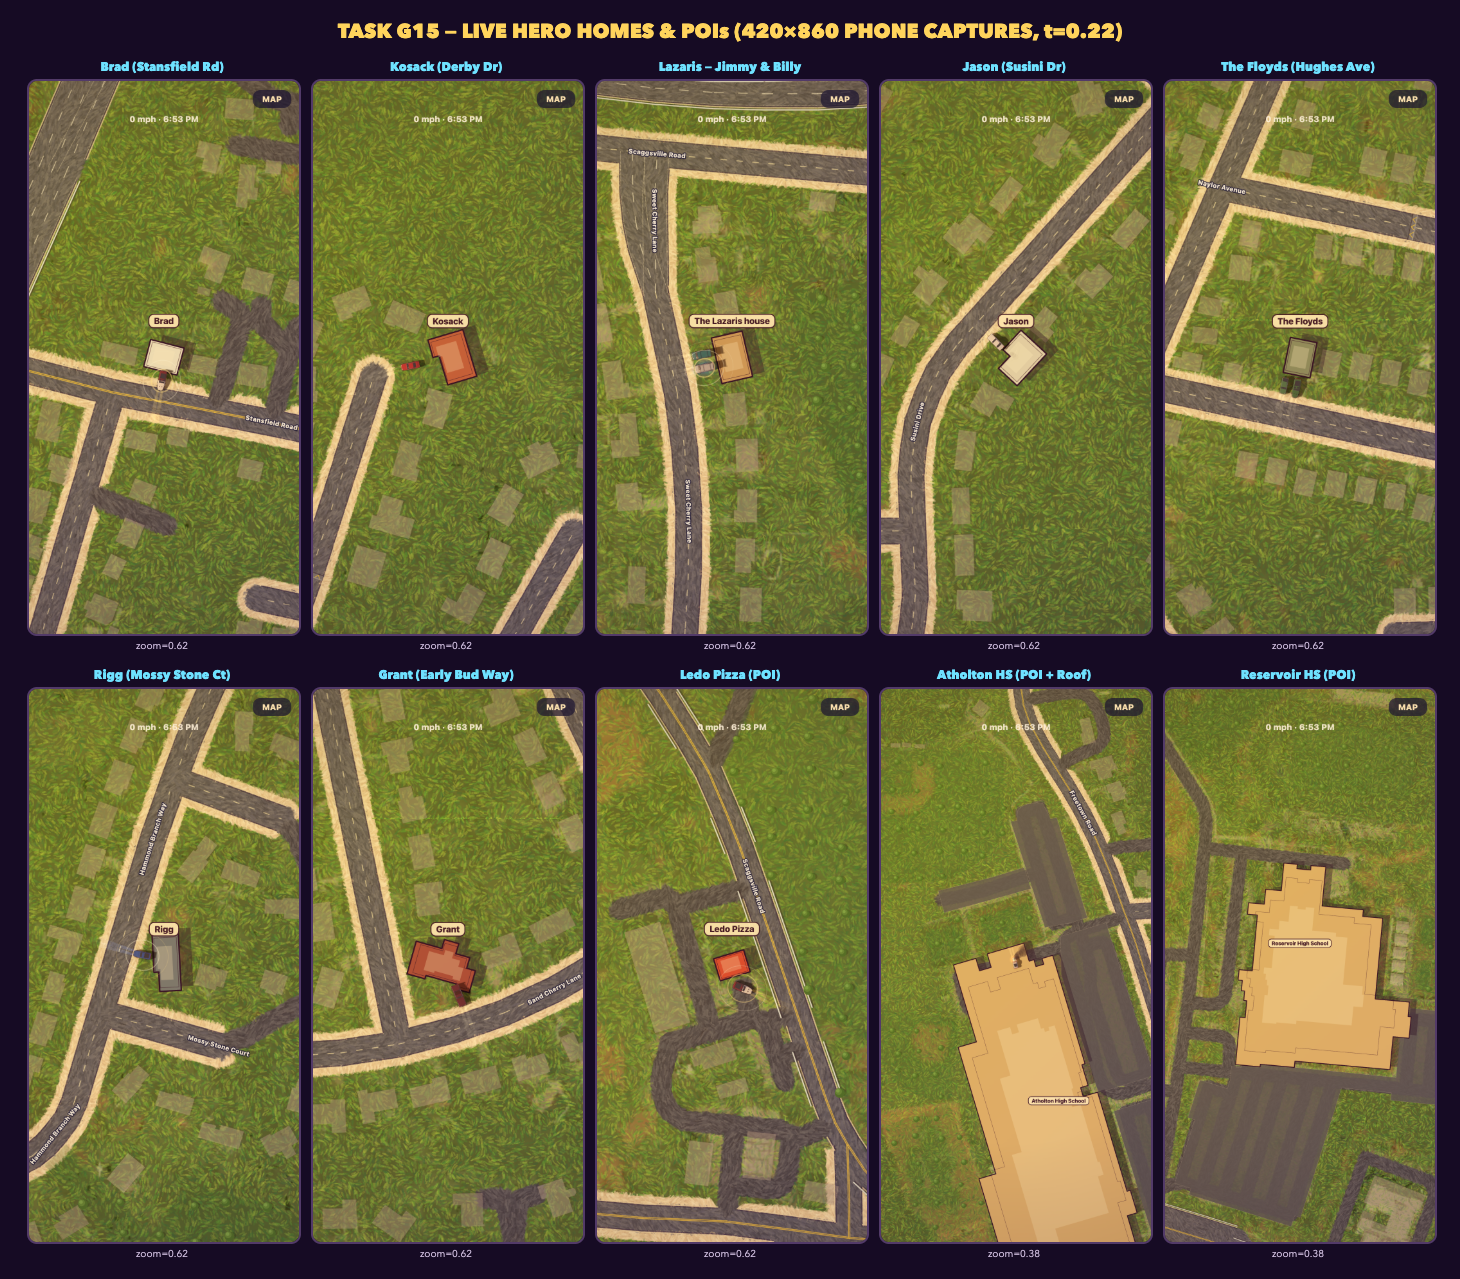 TASK G15 – LIVE HERO HOMES & POIs (420×860 PHONE CAPTURES, t=0.22)
Brad (Stansfield Rd)
MAP
0 mph · 6:53 PM
Brad
Stansfield Road
zoom=0.62
Kosack (Derby Dr)
MAP
0 mph · 6:53 PM
Kosack
zoom=0.62
Lazaris – Jimmy & Billy
MAP
0 mph · 6:53 PM
Scaggsville Road
Sweet Cherry Lane
The Lazaris house
Sweet Cherry Lane
zoom=0.62
Jason (Susini Dr)
MAP
0 mph · 6:53 PM
Jason
Susini Drive
zoom=0.62
The Floyds (Hughes Ave)
MAP
0 mph · 6:53 PM
Naylor Avenue
The Floyds
zoom=0.62
Rigg (Mossy Stone Ct)
MAP
0 mph · 6:53 PM
Hammond Branch Way
Rigg
Mossy Stone Court
Hammond Branch Way
zoom=0.62
Grant (Early Bud Way)
MAP
0 mph · 6:53 PM
Grant
Sand Cherry Lane
zoom=0.62
Ledo Pizza (POI)
MAP
0 mph · 6:53 PM
Scaggsville Road
Ledo Pizza
zoom=0.62
Atholton HS (POI + Roof)
MAP
0 mph · 6:53 PM
Freetown Road
Atholton High School
zoom=0.38
Reservoir HS (POI)
MAP
0 mph · 6:53 PM
Reservoir High School
zoom=0.38